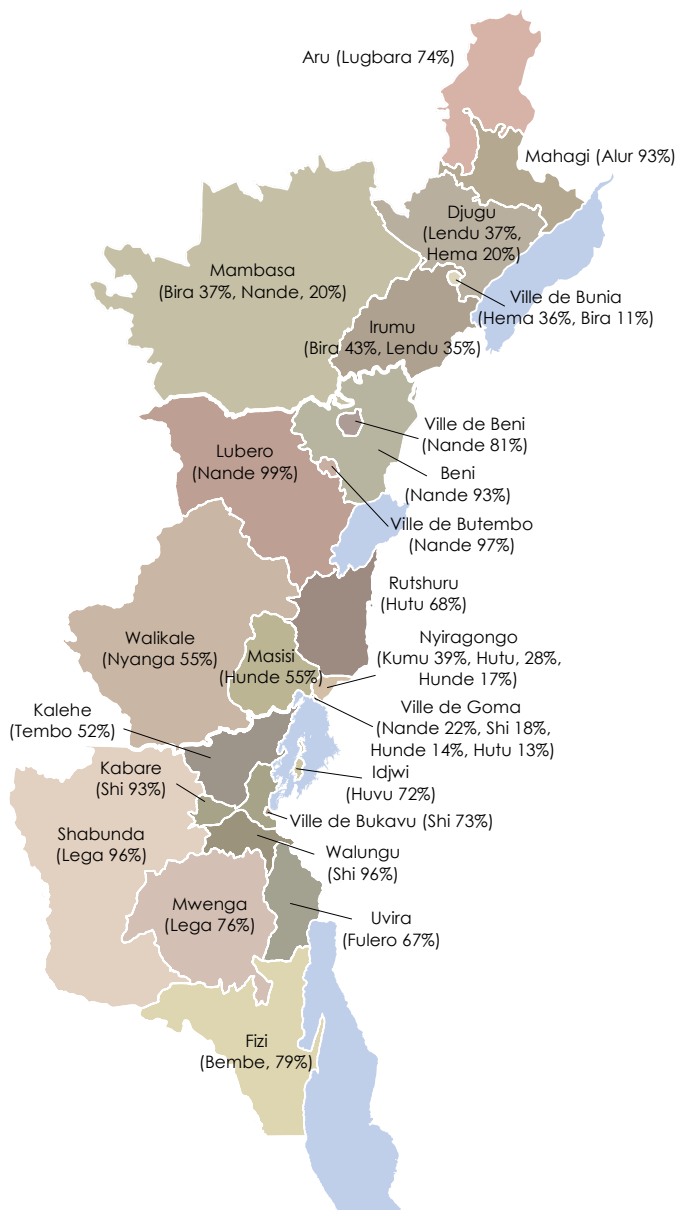 Aru (Lugbara 74%)
Mahagi (Alur 93%)
Djugu
(Lendu 37%,
Hema 20%)
Mambasa
(Bira 37%, Nande, 20%)
Ville de Bunia
(Hema 36%, Bira 11%)
Irumu
(Bira 43%, Lendu 35%)
Ville de Beni
(Nande 81%)
Lubero
(Nande 99%)
Beni
(Nande 93%)
Ville de Butembo
(Nande 97%)
Rutshuru
(Hutu 68%)
Walikale
(Nyanga 55%)
Masisi
(Hunde 55%)
Nyiragongo
(Kumu 39%, Hutu, 28%,
Hunde 17%)
Kalehe
(Tembo 52%)
Ville de Goma
(Nande 22%, Shi 18%,
Hunde 14%, Hutu 13%)
Kabare
(Shi 93%)
Idjwi
(Huvu 72%)
Ville de Bukavu (Shi 73%)
Shabunda
(Lega 96%)
Walungu
(Shi 96%)
Mwenga
(Lega 76%)
Uvira
(Fulero 67%)
Fizi
(Bembe, 79%)